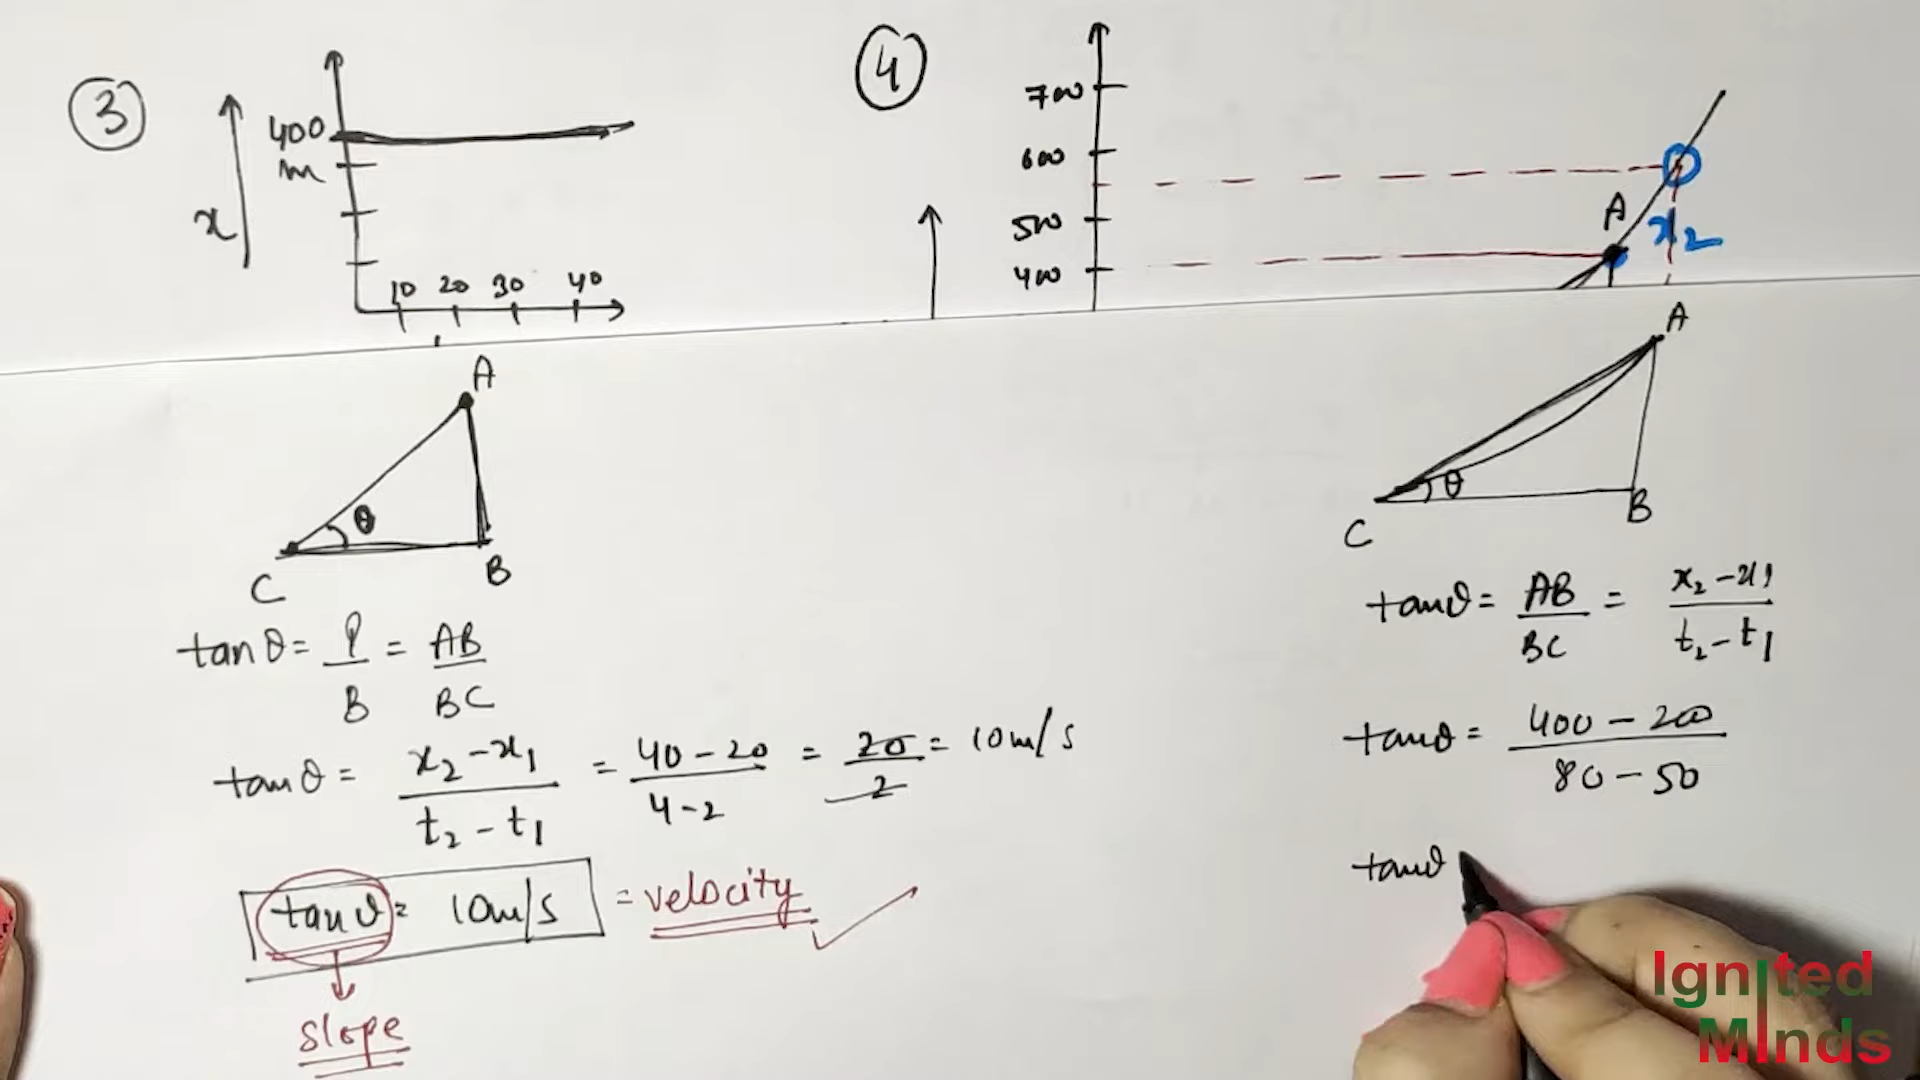 3
400
m
x
10 20 30 40
A
θ
C B
tanθ = P/B = AB/BC
tanθ = x₂-x₁/t₂-t₁ = 40-20/4-2 = 20/2 = 10m/s
tanθ = 10m/s = velocity
slope
4
700
600
500
400
A
x₂
A
θ
C B
tanθ = AB/BC = x₂-x₁/t₂-t₁
tanθ = 400-200/80-50
tanθ
Ignited
Minds